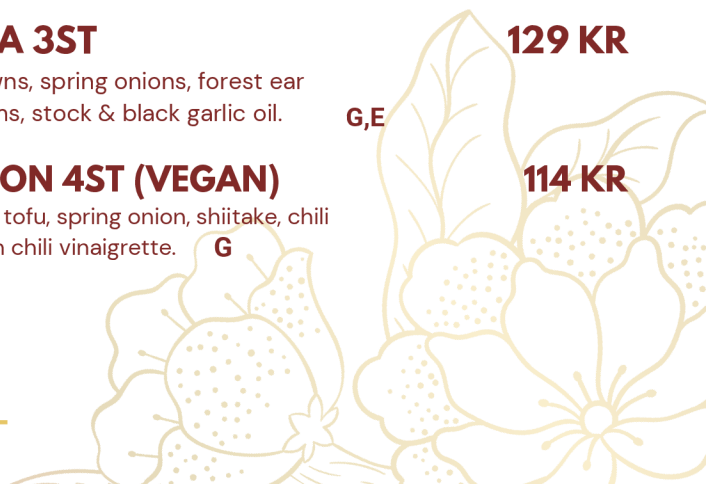 A 3ST 129 KR
wns, spring onions, forest ear
ns, stock & black garlic oil. G,E
ON 4ST (VEGAN) 114 KR
tofu, spring onion, shiitake, chili
n chili vinaigrette. G